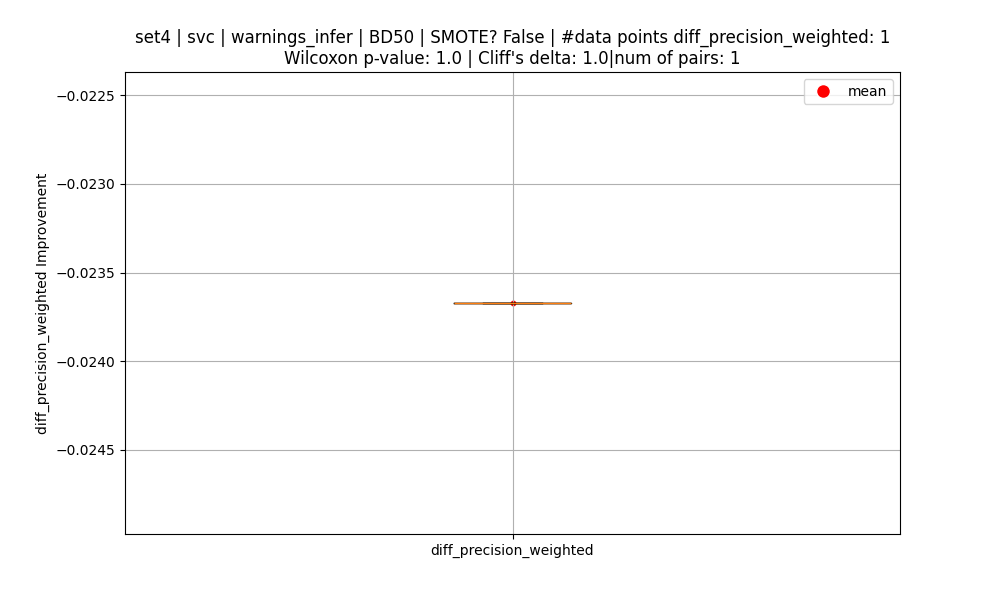 set4 | svc | warnings_infer | BD50 | SMOTE? False | #data points diff_precision_weighted: 1
Wilcoxon p-value: 1.0 | Cliff's delta: 1.0|num of pairs: 1
mean
−0.0225
−0.0230
−0.0235
−0.0240
−0.0245
diff_precision_weighted Improvement
diff_precision_weighted